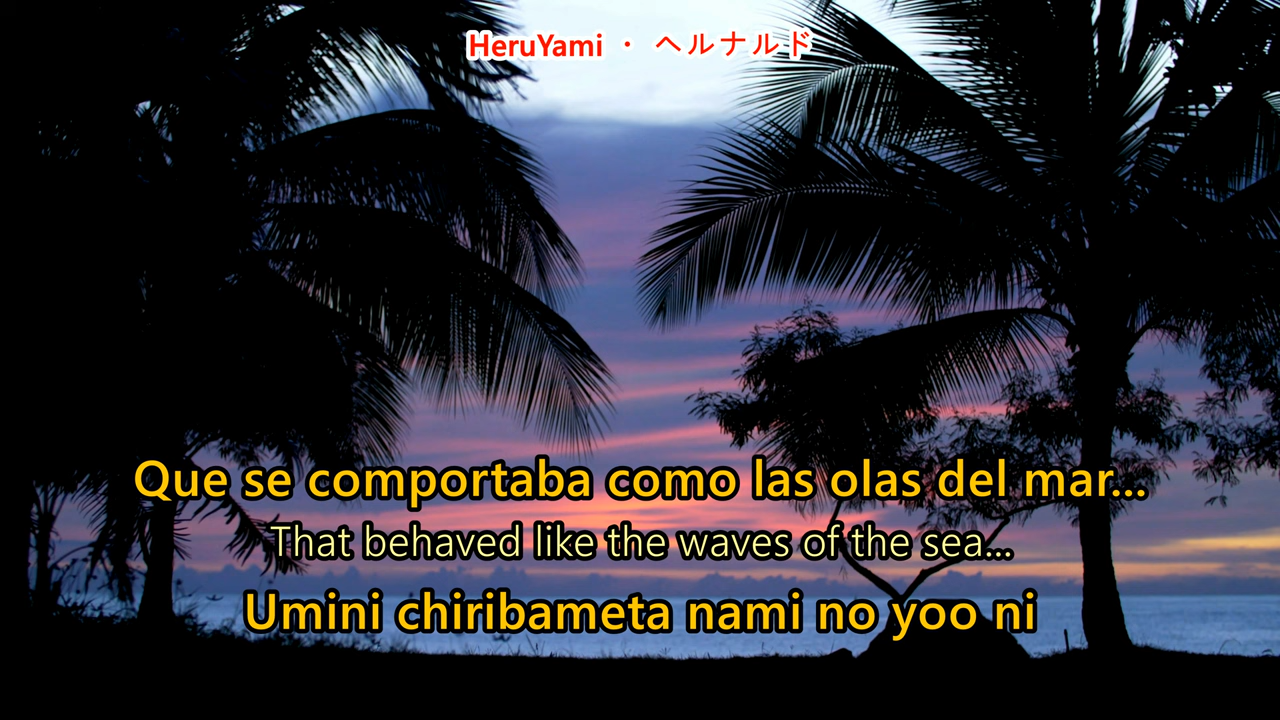 HeruYami ・ ヘルナルド
Que se comportaba como las olas del mar...
That behaved like the waves of the sea...
Umini chiribameta nami no yoo ni